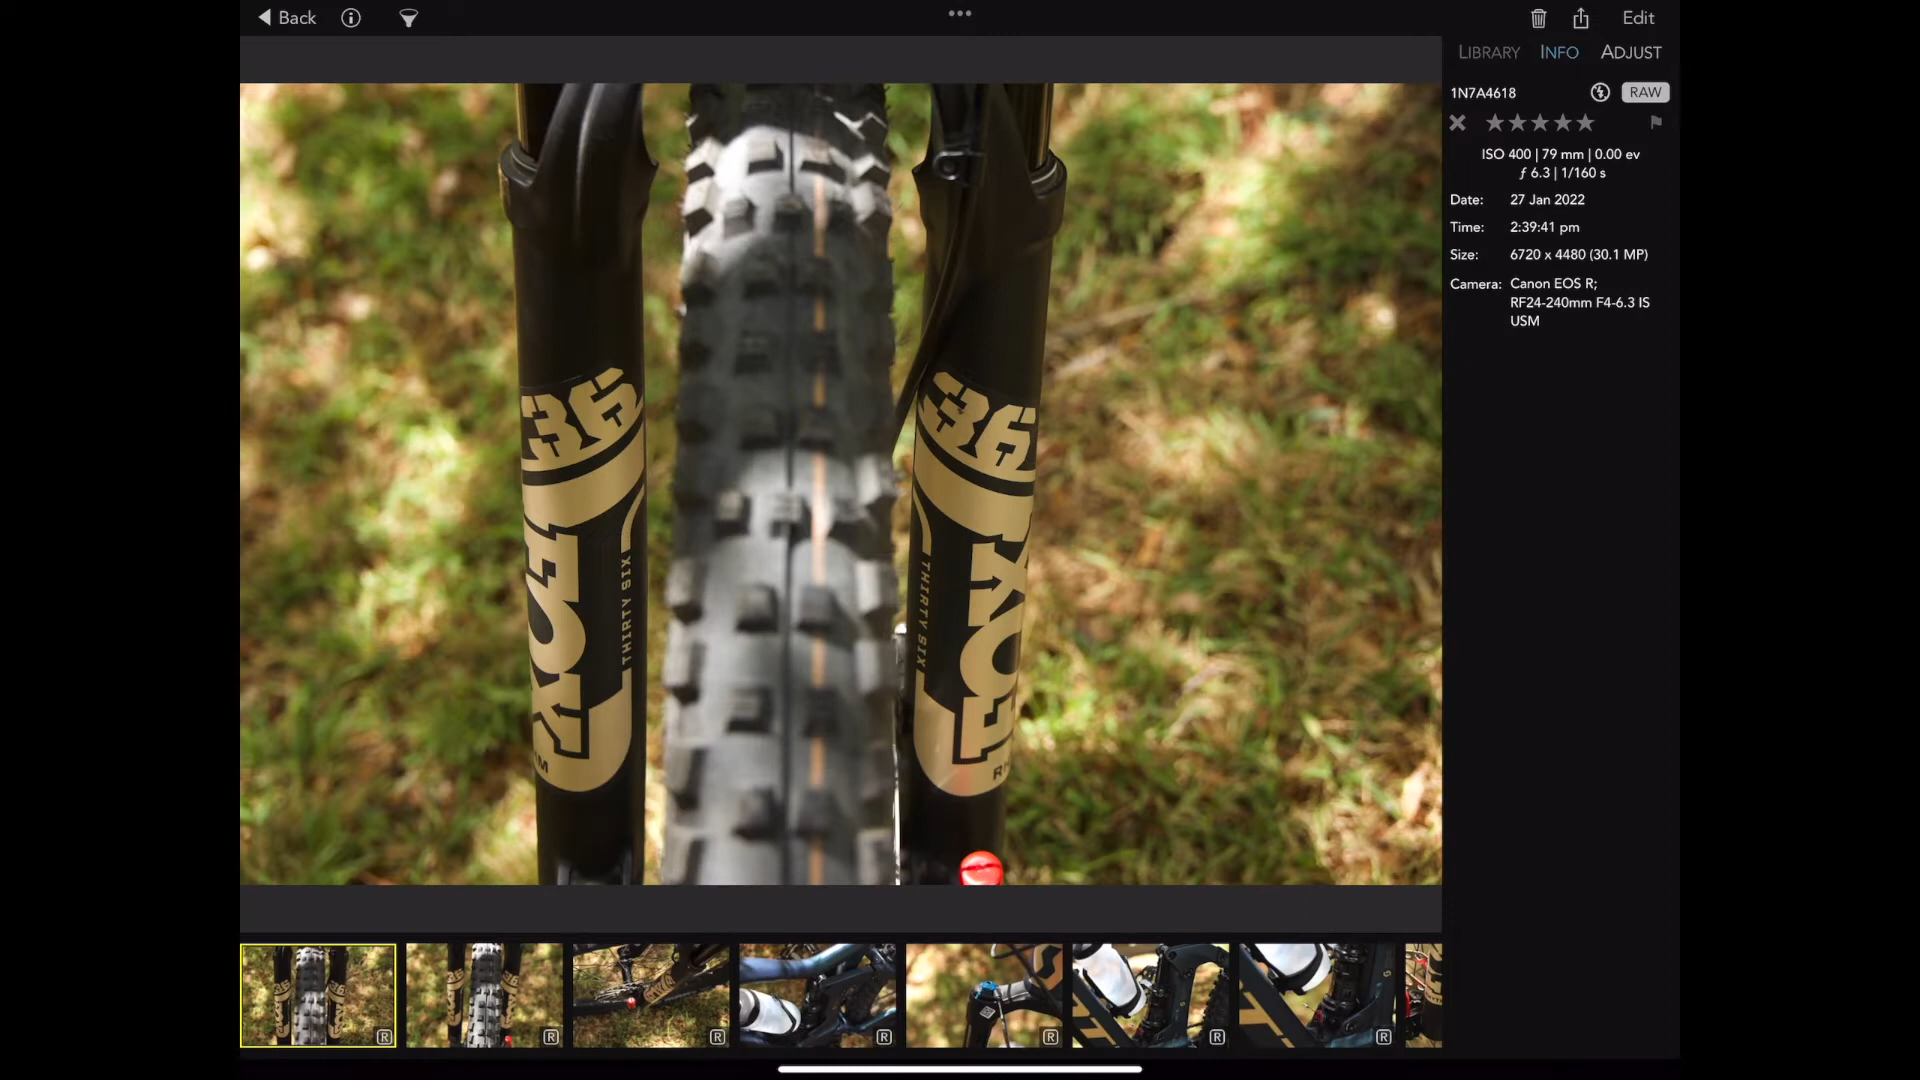 Back
Edit
LIBRARY INFO ADJUST
1N7A4618 RAW
ISO 400 | 79 mm | 0.00 ev
ƒ 6.3 | 1/160 s
Date: 27 Jan 2022
Time: 2:39:41 pm
Size: 6720 x 4480 (30.1 MP)
Camera: Canon EOS R;
RF24-240mm F4-6.3 IS
USM
36
FOX
THIRTY SIX
36
FOX
THIRTY SIX
R
R
R
R
R
R
R